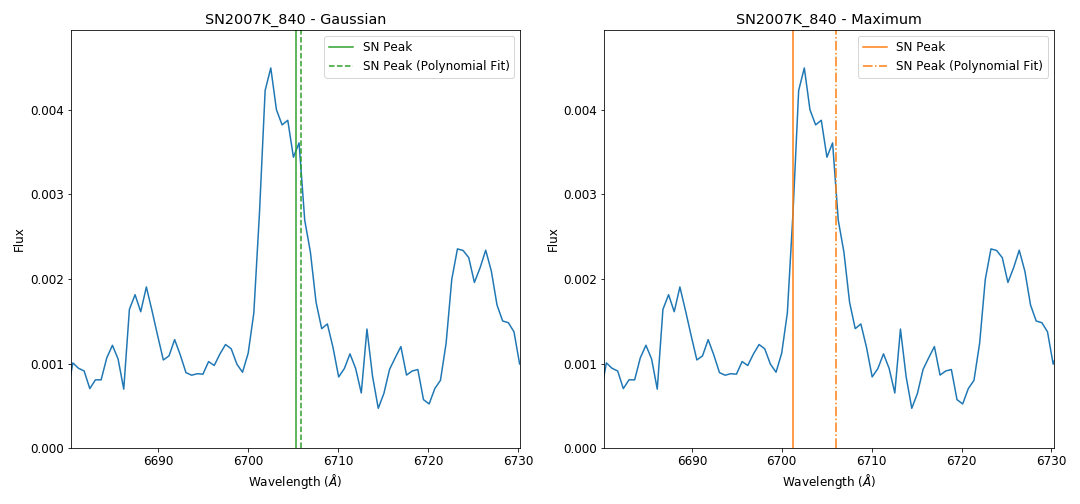 SN2007K_840 - Gaussian
SN Peak
SN Peak (Polynomial Fit)
0.004
0.003
0.002
0.001
0.000
Flux
6690 6700 6710 6720 6730
Wavelength (Å)
SN2007K_840 - Maximum
SN Peak
SN Peak (Polynomial Fit)
0.004
0.003
0.002
0.001
0.000
Flux
6690 6700 6710 6720 6730
Wavelength (Å)